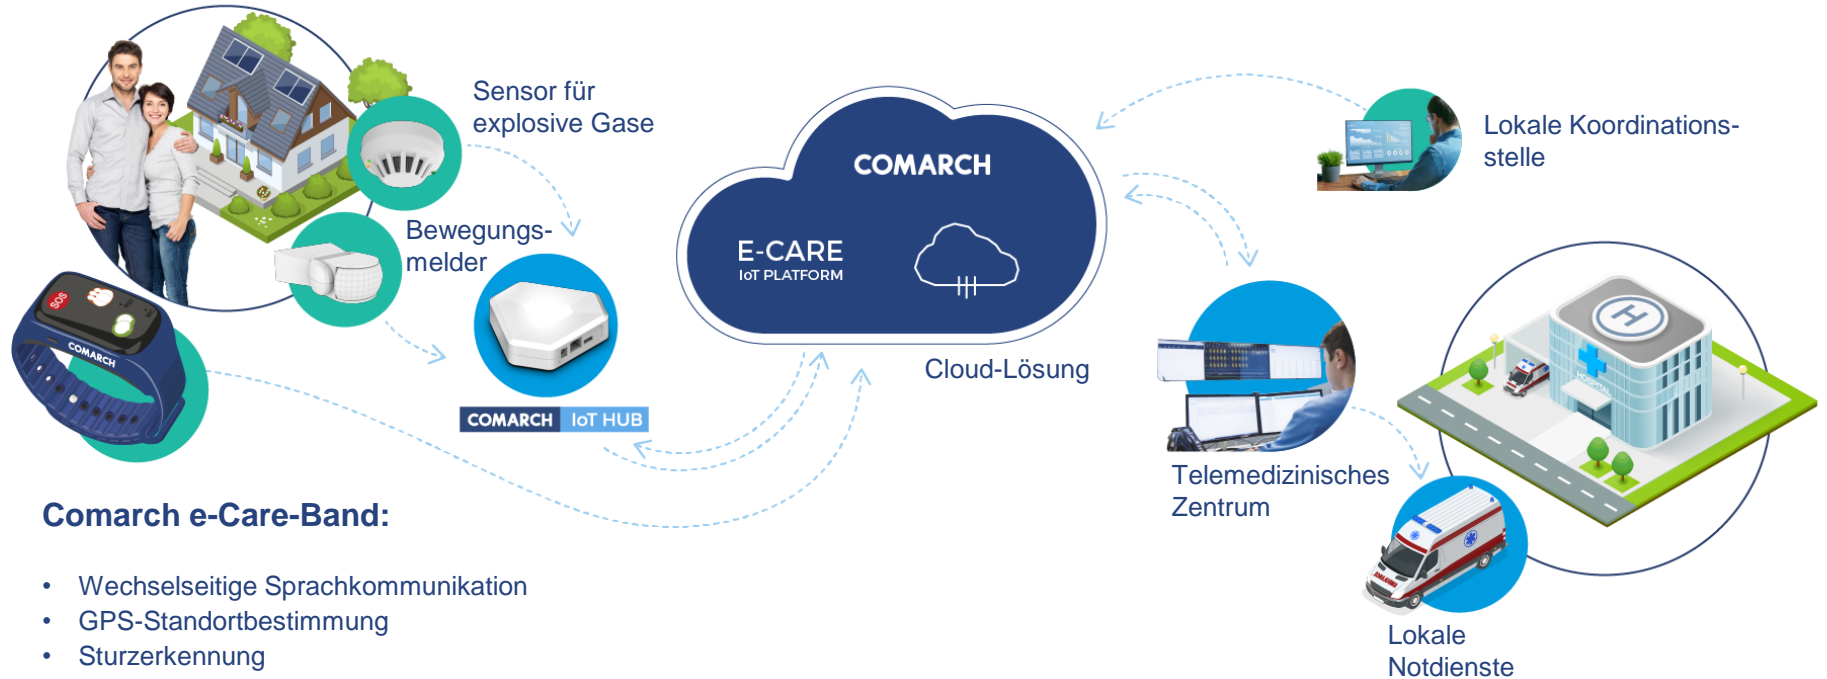 Sensor für
explosive Gase
Bewegungs-
melder
SOS
COMARCH
COMARCH IoT HUB
COMARCH
E-CARE
IoT PLATFORM
Cloud-Lösung
Lokale Koordinations-
stelle
Telemedizinisches
Zentrum
H
HOSPITAL
Lokale
Notdienste
Comarch e-Care-Band:
• Wechselseitige Sprachkommunikation
• GPS-Standortbestimmung
• Sturzerkennung